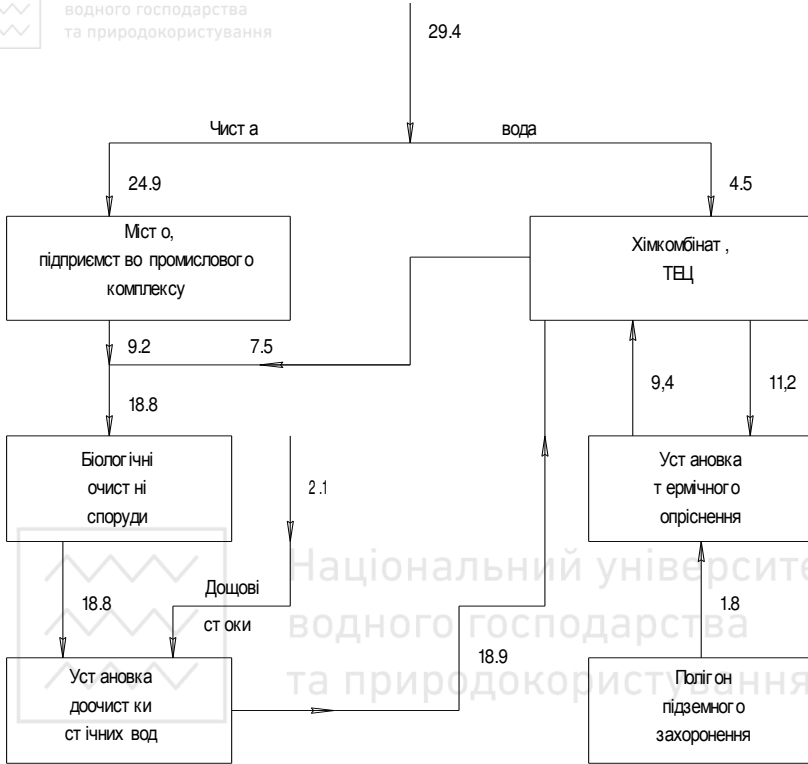 водного господарства
та природокористування
29.4
Чиста вода
24.9
4.5
Місто,
підприємство промислового
комплексу
Хімкомбінат,
ТЕЦ
9.2
7.5
9,4
11,2
18.8
Біологічні
очистні
споруди
2.1
Установка
термічного
опріснення
Національний університе
водного господарства
та природокористування
18.8
Дощові
стоки
18.9
1.8
Установка
доочистки
стічних вод
Полігон
підземного
захоронення